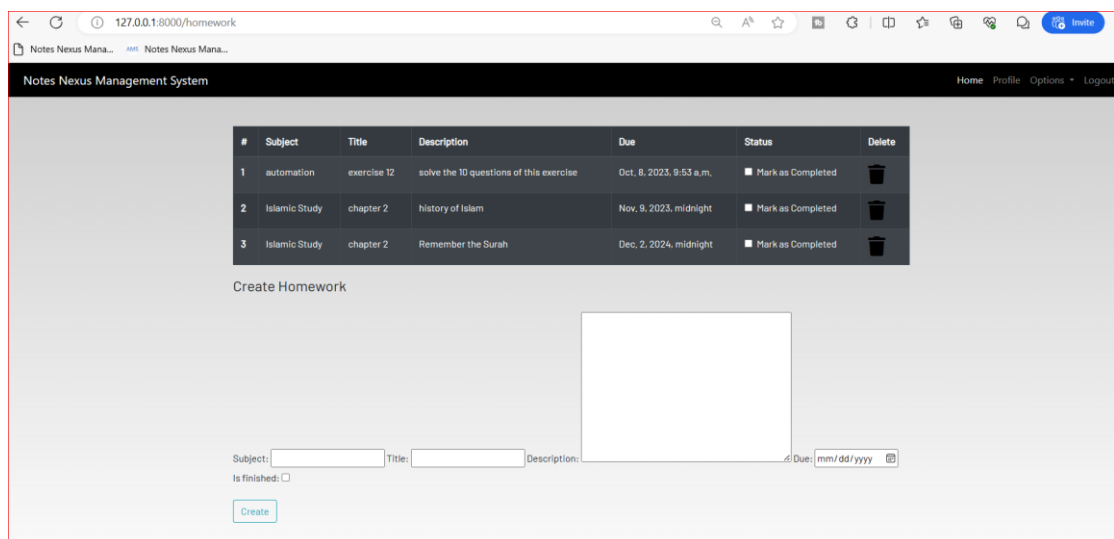 127.0.0.1:8000/homework
Invite
Notes Nexus Mana... AMS Notes Nexus Mana...
Notes Nexus Management System Home Profile Options Logout
# Subject Title Description Due Status Delete
1 automation exercise 12 solve the 10 questions of this exercise Oct. 8, 2023, 9:53 a.m. Mark as Completed
2 Islamic Study chapter 2 history of Islam Nov. 9, 2023, midnight Mark as Completed
3 Islamic Study chapter 2 Remember the Surah Dec. 2, 2024, midnight Mark as Completed
Create Homework
Subject: Title: Description: Due: mm/dd/yyyy
Is finished:
Create